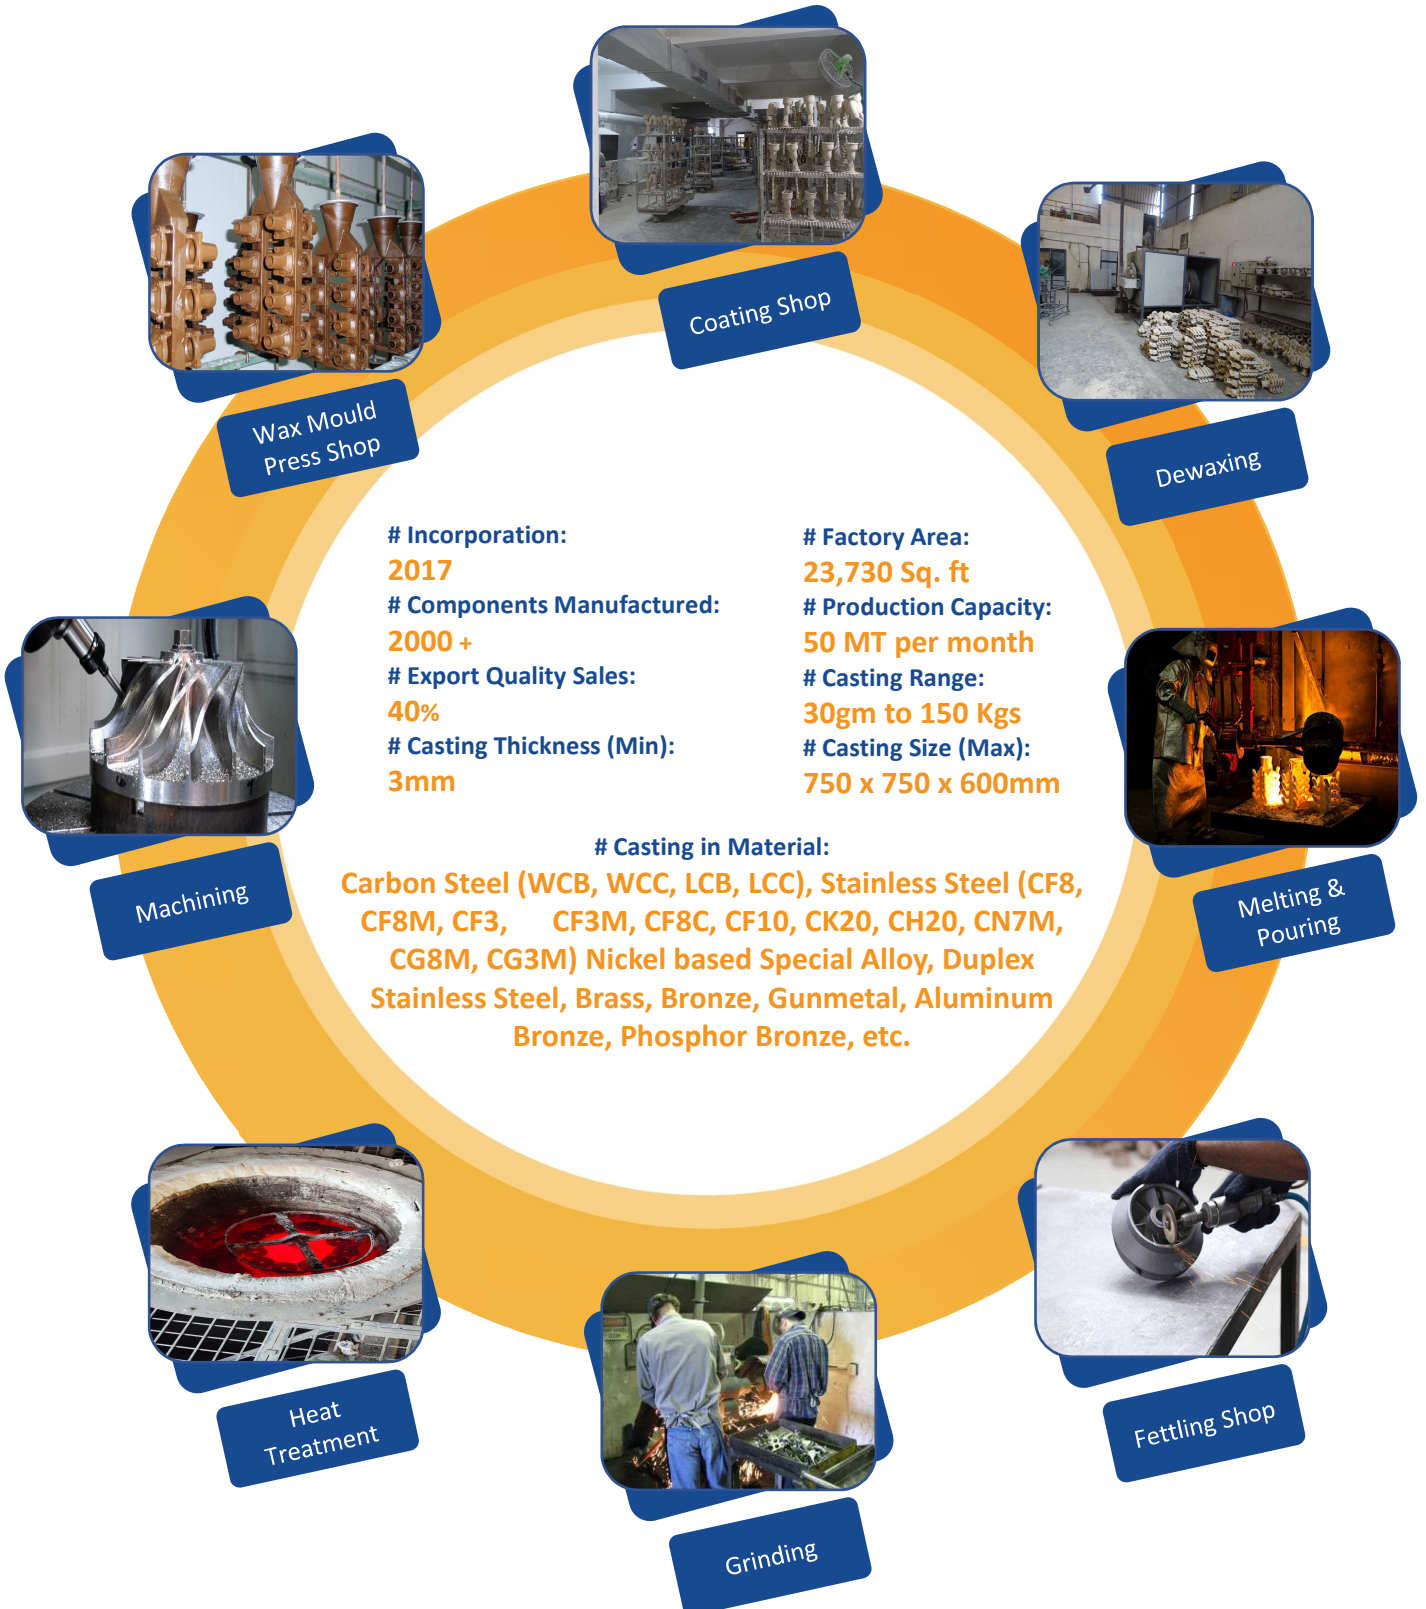 Coating Shop
Wax Mould
Press Shop
Dewaxing
# Incorporation:
2017
# Components Manufactured:
2000 +
# Export Quality Sales:
40%
# Casting Thickness (Min):
3mm
# Factory Area:
23,730 Sq. ft
# Production Capacity:
50 MT per month
# Casting Range:
30gm to 150 Kgs
# Casting Size (Max):
750 x 750 x 600mm
# Casting in Material:
Carbon Steel (WCB, WCC, LCB, LCC), Stainless Steel (CF8,
CF8M, CF3, CF3M, CF8C, CF10, CK20, CH20, CN7M,
CG8M, CG3M) Nickel based Special Alloy, Duplex
Stainless Steel, Brass, Bronze, Gunmetal, Aluminum
Bronze, Phosphor Bronze, etc.
Machining
Melting &
Pouring
Heat
Treatment
Fettling Shop
Grinding